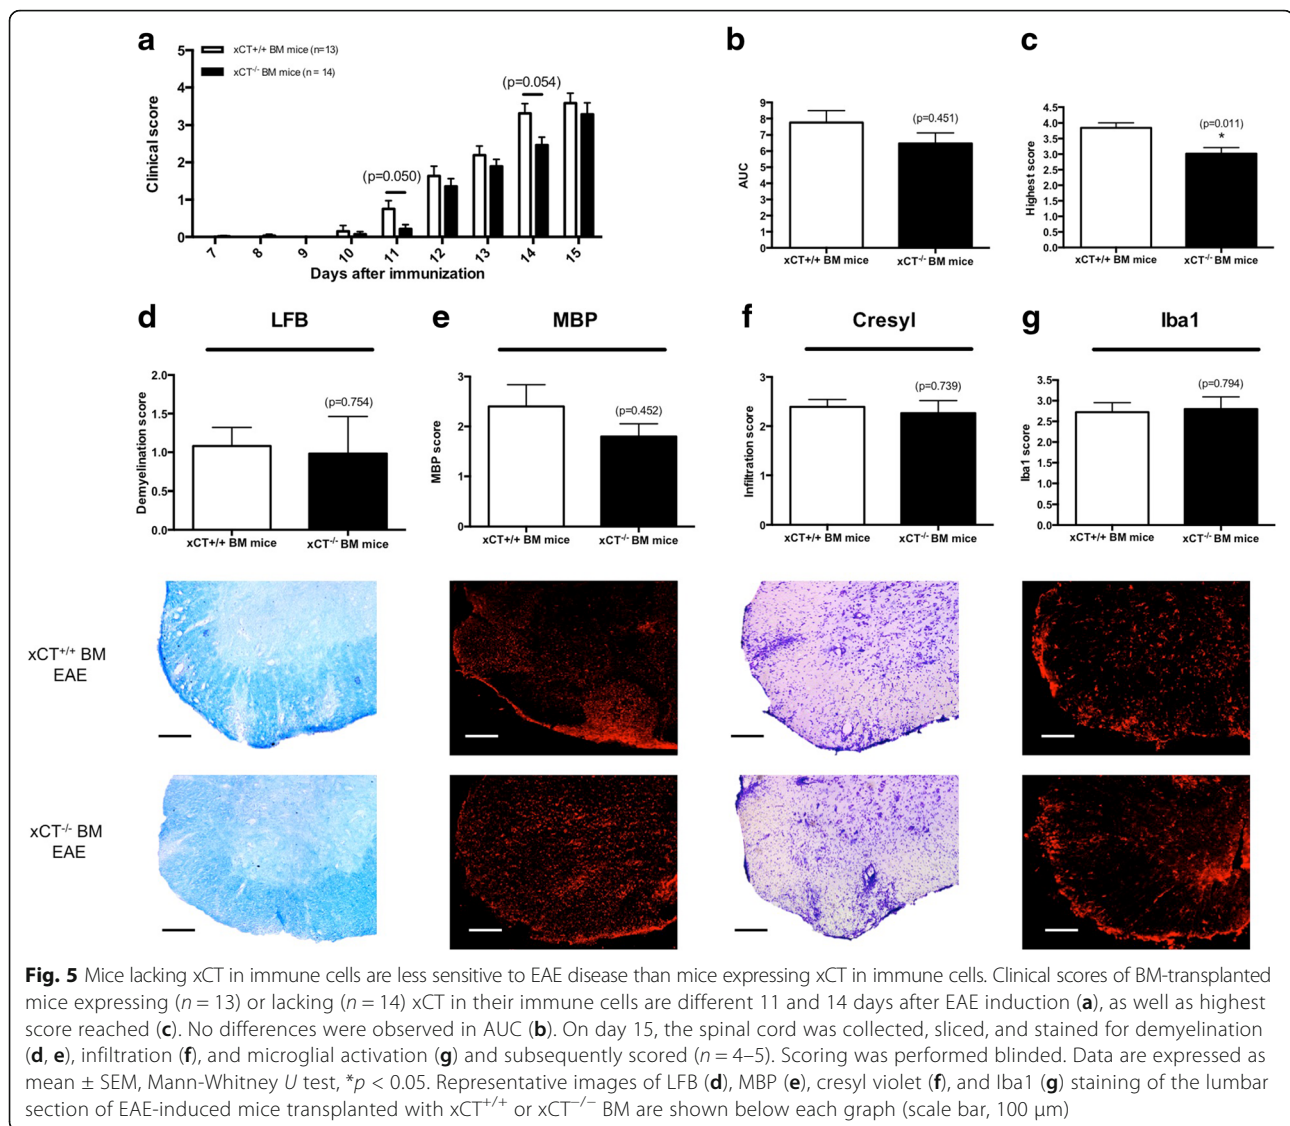 a
b
c
5
4
3
2
1
0
Clinical score
xCT+/+ BM mice (n=13)
xCT-/- BM mice (n = 14)
(p=0.050)
(p=0.054)
7 8 9 10 11 12 13 14 15
Days after immunization
9
8
7
6
5
4
3
2
1
0
AUC
(p=0.451)
xCT+/+ BM mice xCT-/- BM mice
4.5
4.0
3.5
3.0
2.5
2.0
1.5
1.0
0.5
0.0
Highest score
(p=0.011)
*
xCT+/+ BM mice xCT-/- BM mice
d LFB
2.0
1.5
1.0
0.5
0.0
Demyelination score
(p=0.754)
xCT+/+ BM mice xCT-/- BM mice
e MBP
3
2
1
0
MBP score
(p=0.452)
xCT+/+ BM mice xCT-/- BM mice
f Cresyl
3
2
1
0
Infiltration score
(p=0.739)
xCT+/+ BM mice xCT-/- BM mice
g Iba1
3.5
3.0
2.5
2.0
1.5
1.0
0.5
0.0
Iba1 score
(p=0.794)
xCT+/+ BM mice xCT-/- BM mice
xCT+/+ BM
EAE
xCT-/- BM
EAE
Fig. 5 Mice lacking xCT in immune cells are less sensitive to EAE disease than mice expressing xCT in immune cells. Clinical scores of BM-transplanted
mice expressing (n = 13) or lacking (n = 14) xCT in their immune cells are different 11 and 14 days after EAE induction (a), as well as highest
score reached (c). No differences were observed in AUC (b). On day 15, the spinal cord was collected, sliced, and stained for demyelination
(d, e), infiltration (f), and microglial activation (g) and subsequently scored (n = 4–5). Scoring was performed blinded. Data are expressed as
mean ± SEM, Mann-Whitney U test, *p < 0.05. Representative images of LFB (d), MBP (e), cresyl violet (f), and Iba1 (g) staining of the lumbar
section of EAE-induced mice transplanted with xCT+/+ or xCT−/− BM are shown below each graph (scale bar, 100 μm)